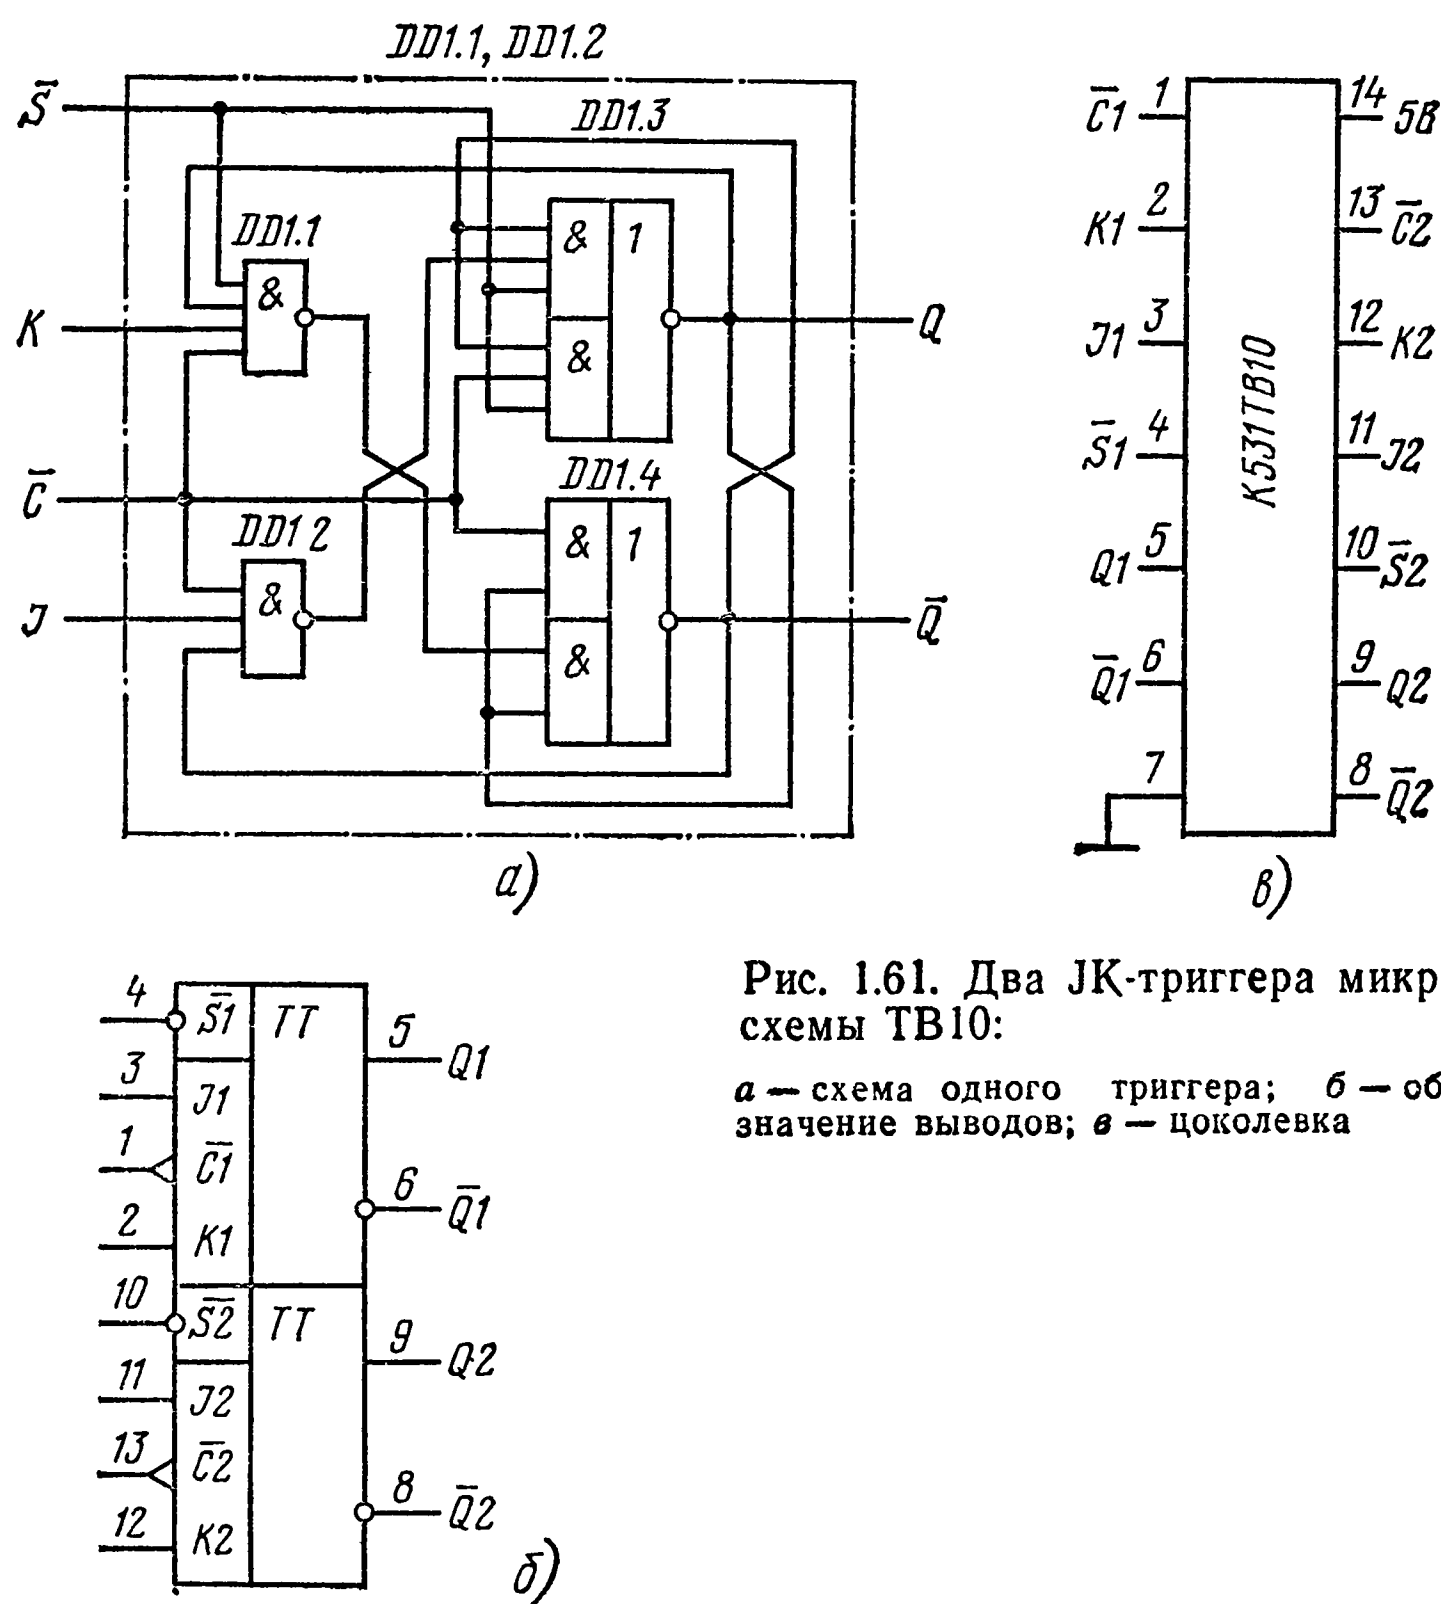 DD1.1, DD1.2
S̅
DD1.3
DD1.1
&
& 1
K
Q
&
C̅
DD1.4
DD1 2
& 1
&
J
Q̅
&
а)
C̅1 1
14 5В
K1 2
13 C̅2
J1 3
12 K2
S̅1 4
11 J2
Q1 5
10 S̅2
Q̅1 6
9 Q2
7
8 Q̅2
К531ТВ10
в)
4 S̅1 TT
5 Q1
3 J1
1 C̅1
6 Q̅1
2 K1
10 S̅2 TT
9 Q2
11 J2
13 C̅2
8 Q̅2
12 K2
б)
Рис. 1.61. Два JK-триггера микр
схемы ТВ10:
а — схема одного триггера; б — об
значение выводов; в — цоколевка